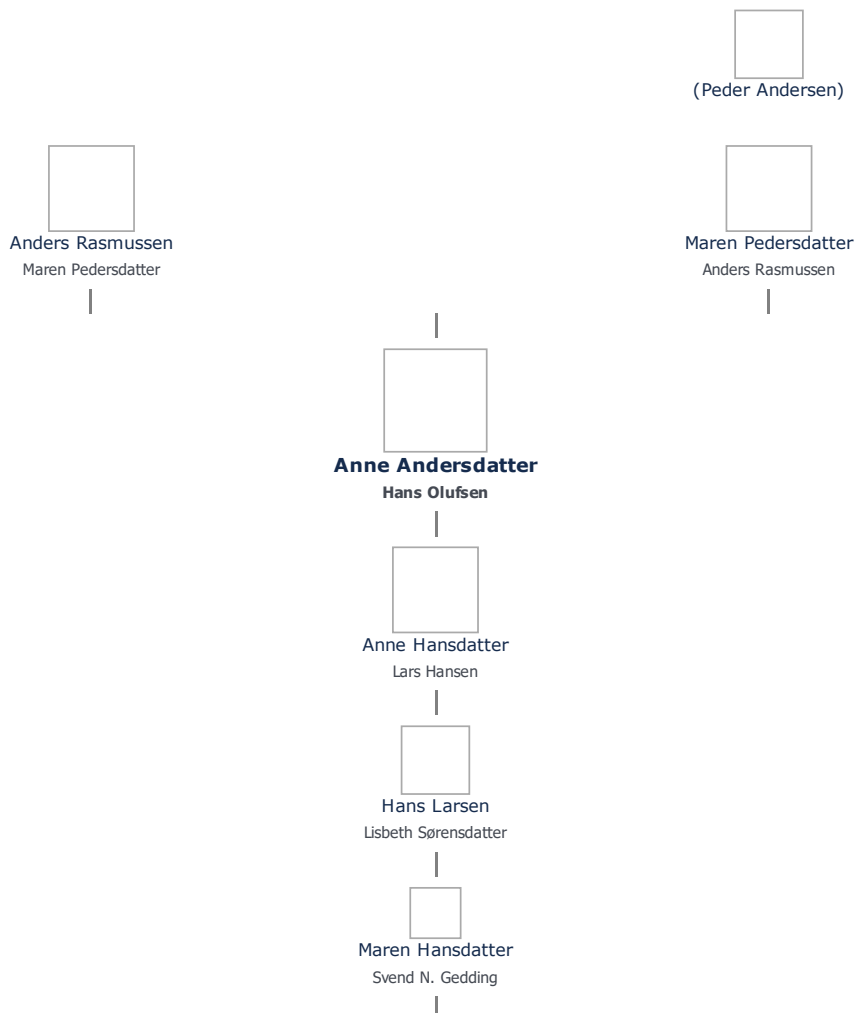 (Peder Andersen)
Anders Rasmussen
Maren Pedersdatter
Maren Pedersdatter
Anders Rasmussen
Anne Andersdatter
Hans Olufsen
Anne Hansdatter
Lars Hansen
Hans Larsen
Lisbeth Sørensdatter
Maren Hansdatter
Svend N. Gedding